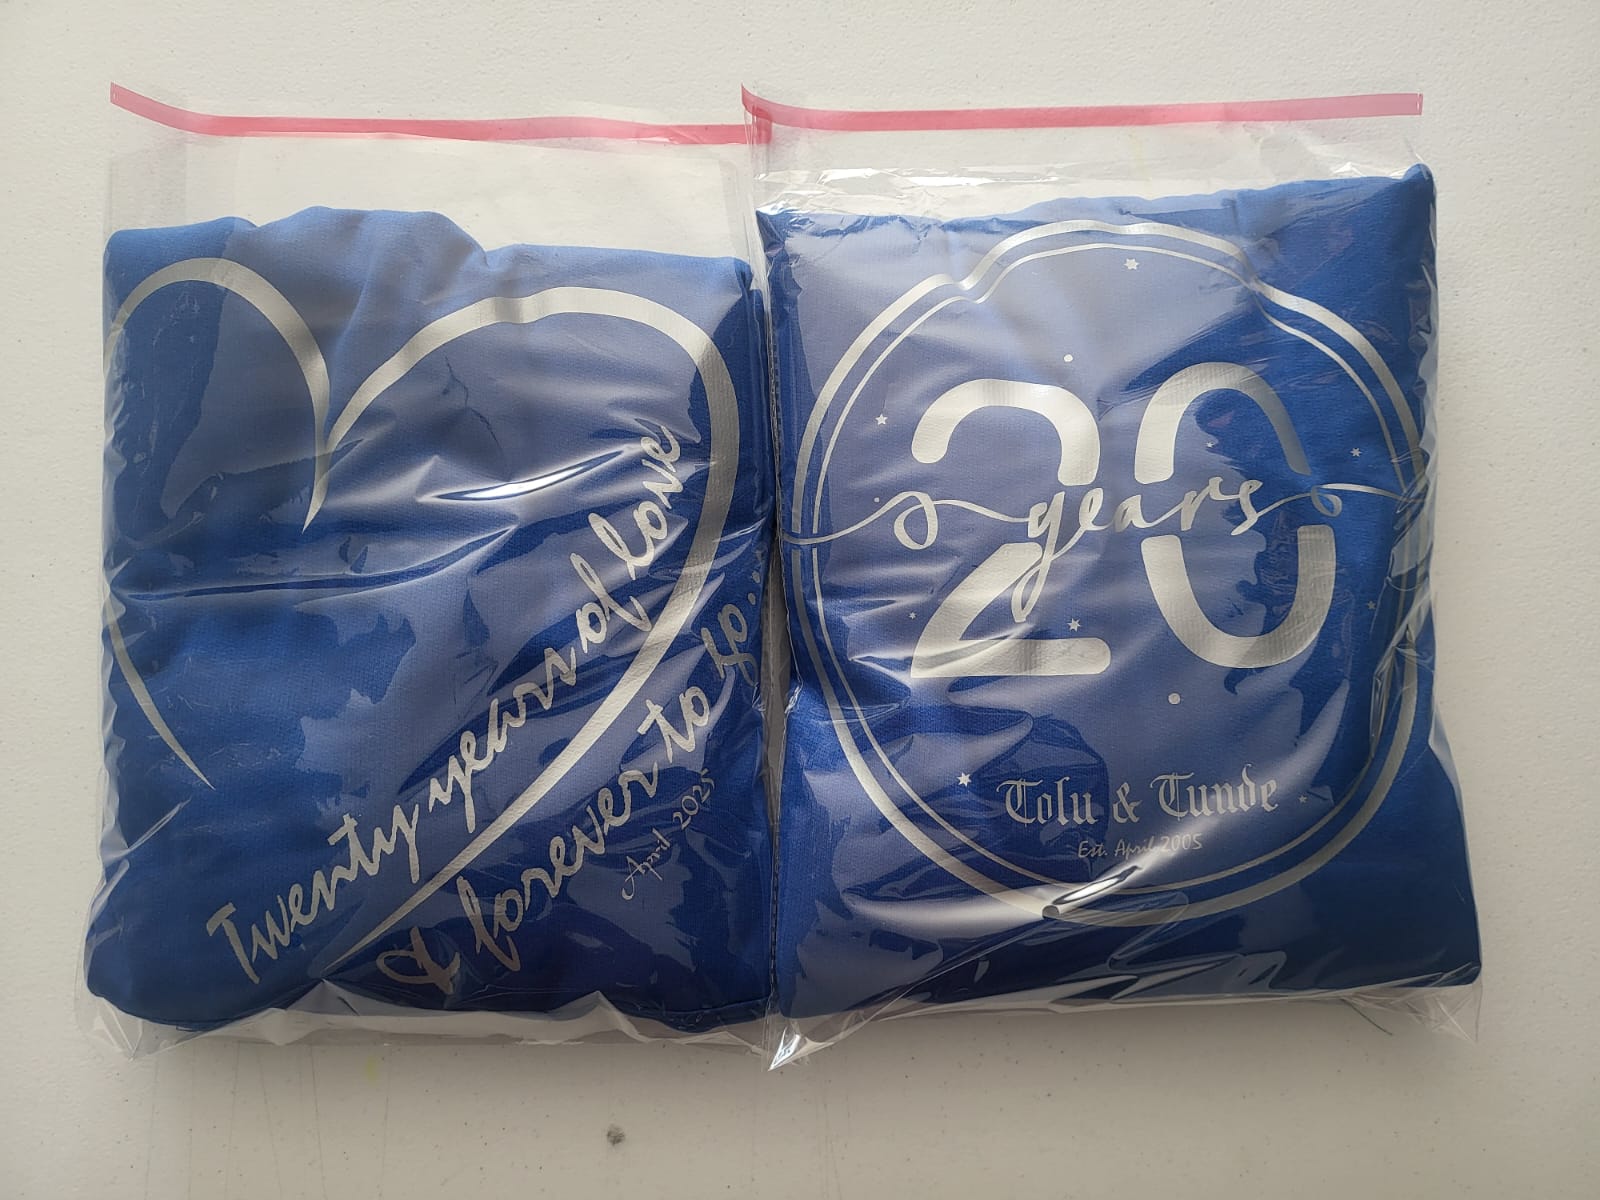 Twenty years of love
& forever to go...
April 2025
20
years
Tolu & Tunde
Est. April 2005